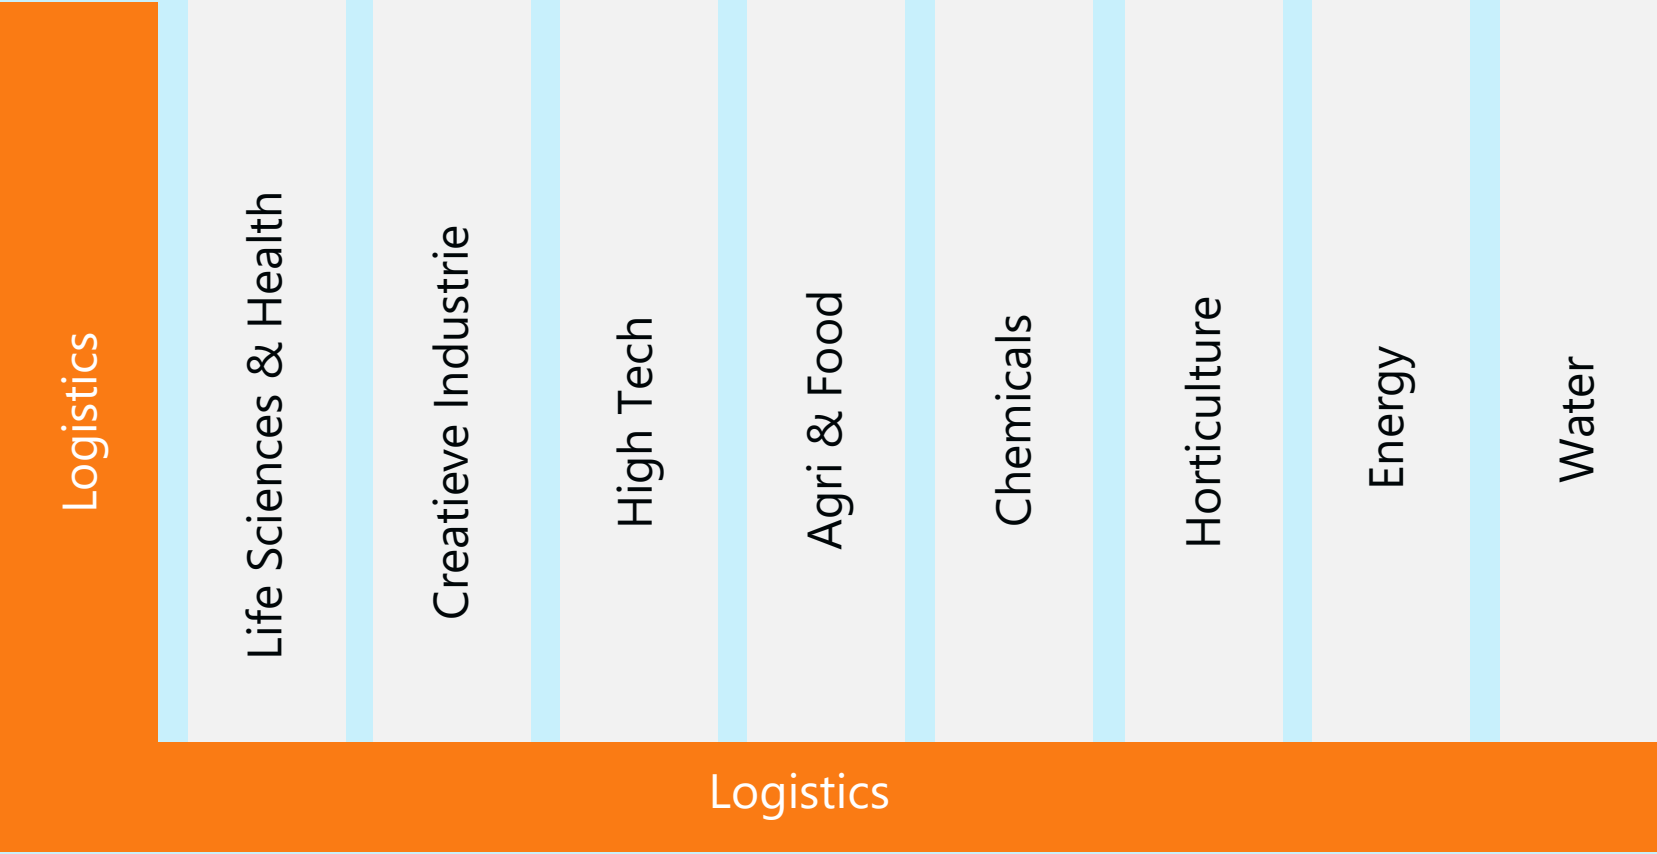 Logistics
Life Sciences & Health
Creatieve Industrie
High Tech
Agri & Food
Chemicals
Horticulture
Energy
Water
Logistics